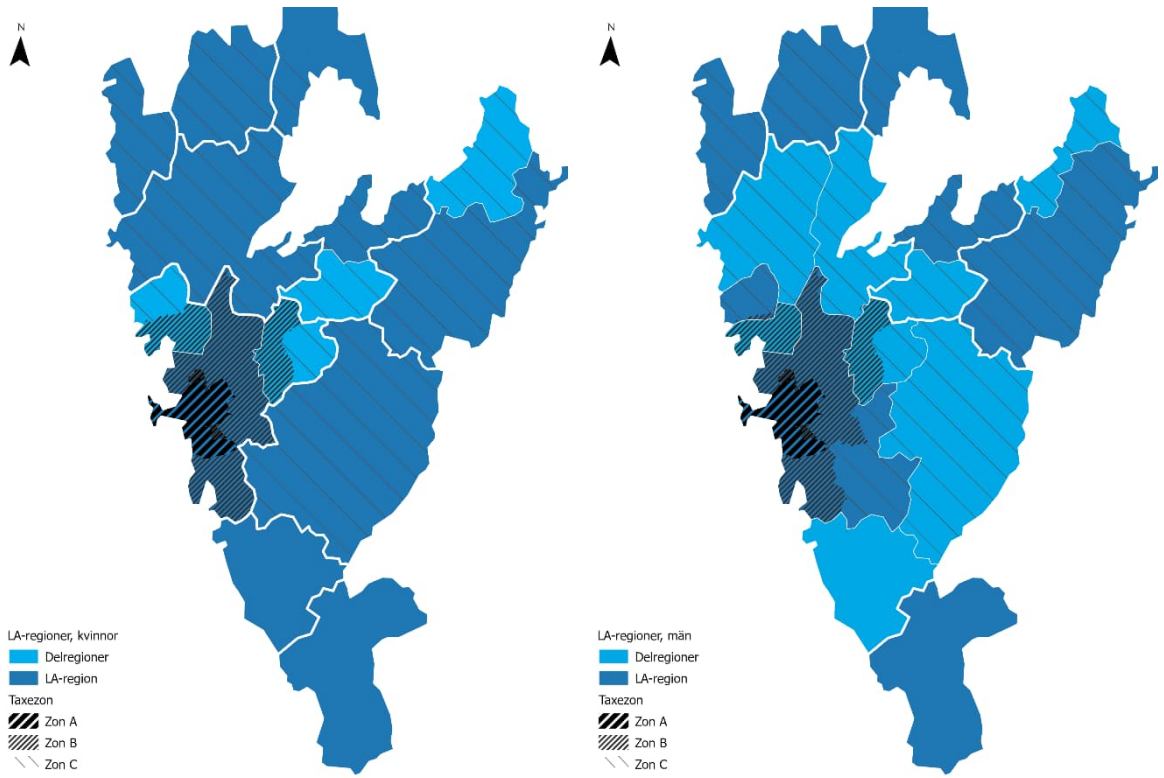 N
LA-regioner, kvinnor
Delregioner
LA-region
Taxezon
Zon A
Zon B
Zon C
N
LA-regioner, män
Delregioner
LA-region
Taxezon
Zon A
Zon B
Zon C